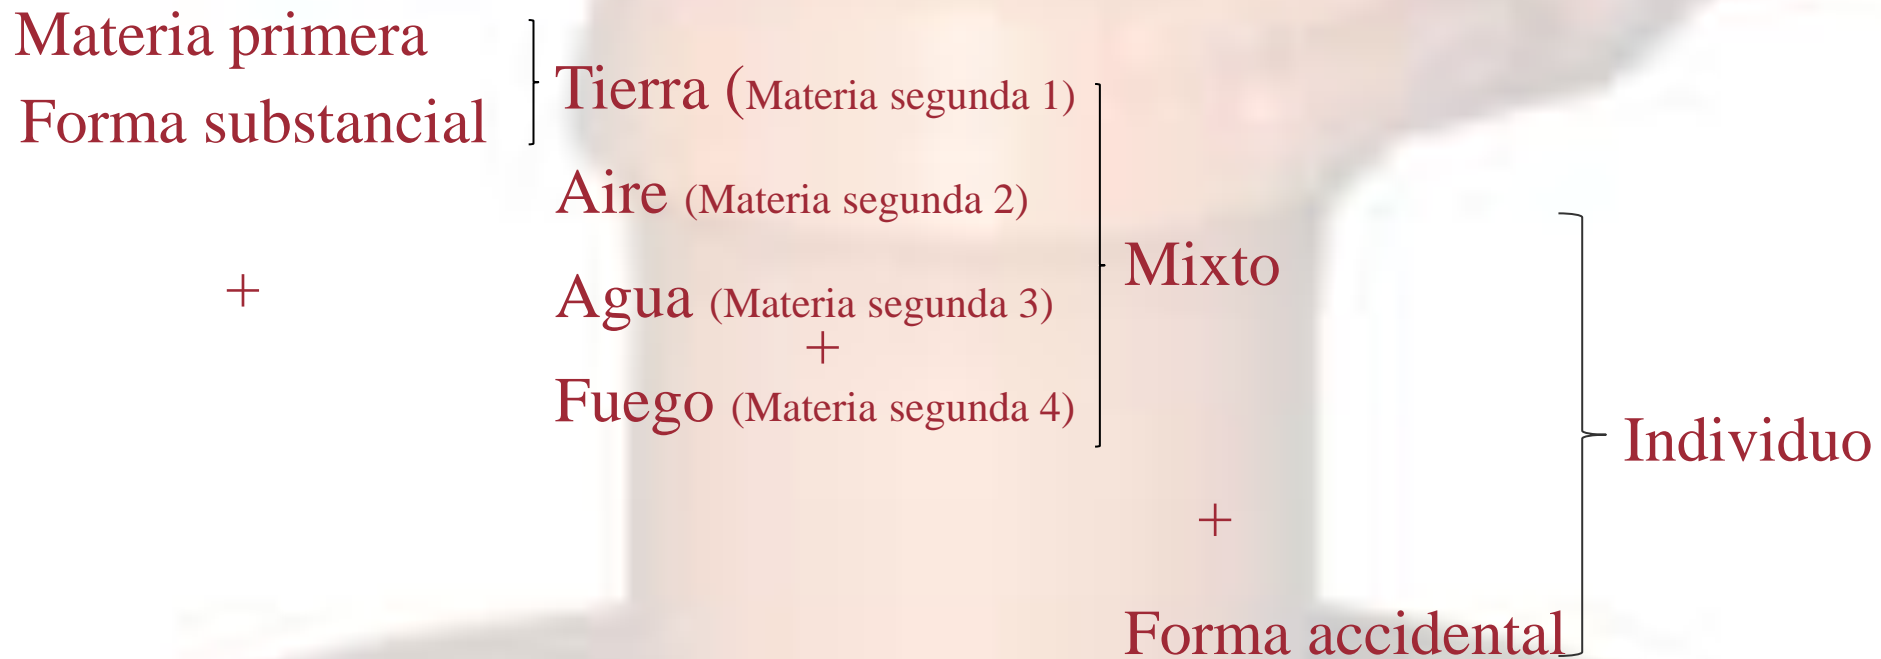 Materia primera
Forma substancial
+
Tierra (Materia segunda 1)
Aire (Materia segunda 2)
Agua (Materia segunda 3)
+
Fuego (Materia segunda 4)
Mixto
+
Forma accidental
Individuo